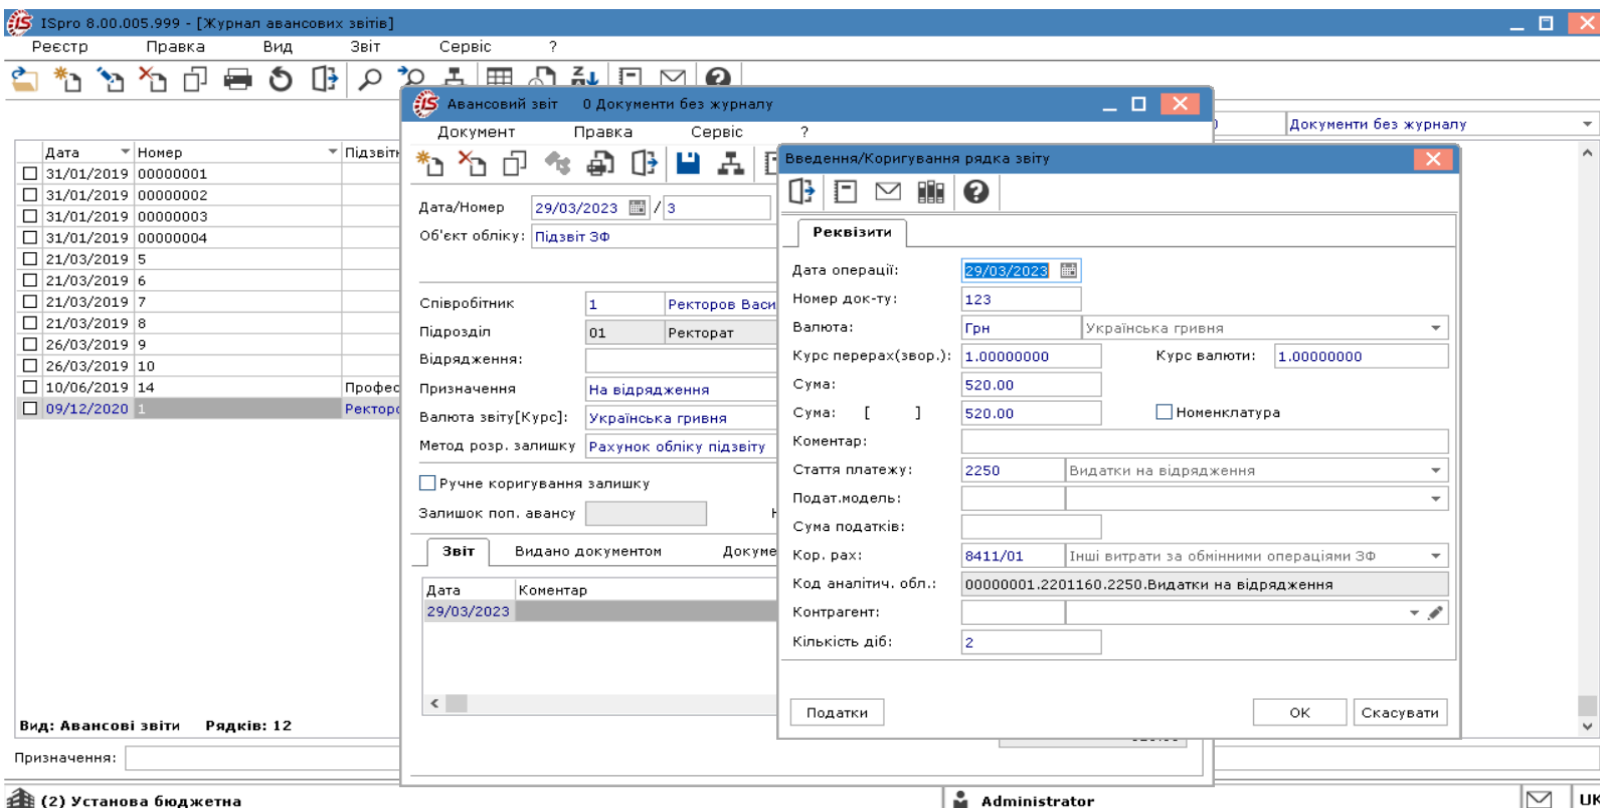 ISpro 8.00.005.999 - [Журнал авансових звітів]
Реєстр Правка Вид Звіт Сервіс ?
Авансовий звіт 0 Документи без журналу
Документи без журналу
Документ Правка Сервіс ?
Введення/Коригування рядка звіту
Дата Номер
31/01/2019 00000001
31/01/2019 00000002
31/01/2019 00000003
31/01/2019 00000004
21/03/2019 5
21/03/2019 6
21/03/2019 7
21/03/2019 8
26/03/2019 9
26/03/2019 10
10/06/2019 14
09/12/2020 1
Вид: Авансові звіти Рядків: 12
Призначення:
Дата/Номер 29/03/2023 / 3
Об'єкт обліку: Підзвіт ЗФ
Співробітник 1 Ректоров Васи
Підрозділ 01 Ректорат
Відрядження:
Призначення На відрядження
Валюта звіту[Курс]: Українська гривня
Метод розр. залишку Рахунок обліку підзвіту
Ручне коригування залишку
Залишок поп. авансу
Звіт Видано документом Докуме
Дата Коментар
29/03/2023
Реквізити
Дата операції: 29/03/2023
Номер док-ту: 123
Валюта: Грн Українська гривня
Курс перерах(звор.): 1.00000000 Курс валюти: 1.00000000
Сума: 520.00
Сума: [ ] 520.00 Номенклатура
Коментар:
Стаття платежу: 2250 Видатки на відрядження
Подат.модель:
Сума податків:
Кор. рах: 8411/01 Інші витрати за обмінними операціями ЗФ
Код аналітич. обл.: 00000001.2201160.2250.Видатки на відрядження
Контрагент:
Кількість діб: 2
Податки OK Скасувати
(2) Установа бюджетна Administrator UK